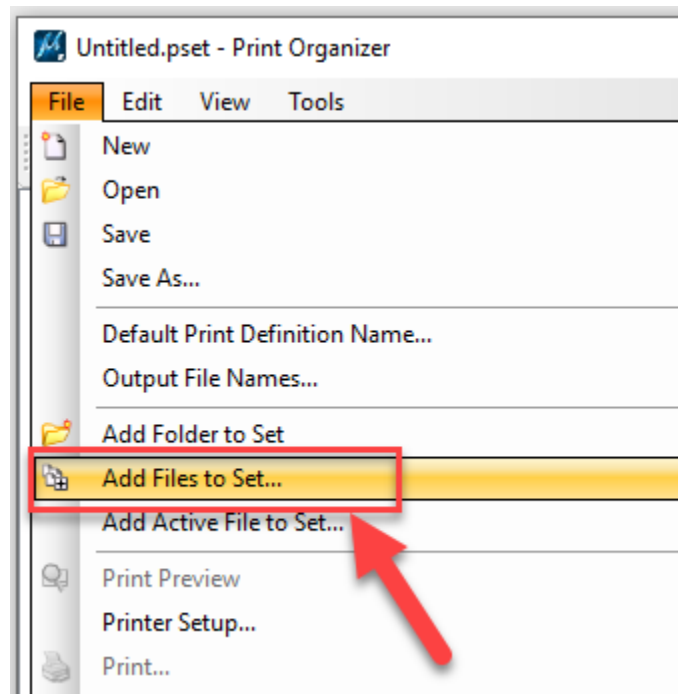 Untitled.pset - Print Organizer
File Edit View Tools
New
Open
Save
Save As...
Default Print Definition Name...
Output File Names...
Add Folder to Set
Add Files to Set...
Add Active File to Set...
Print Preview
Printer Setup...
Print...